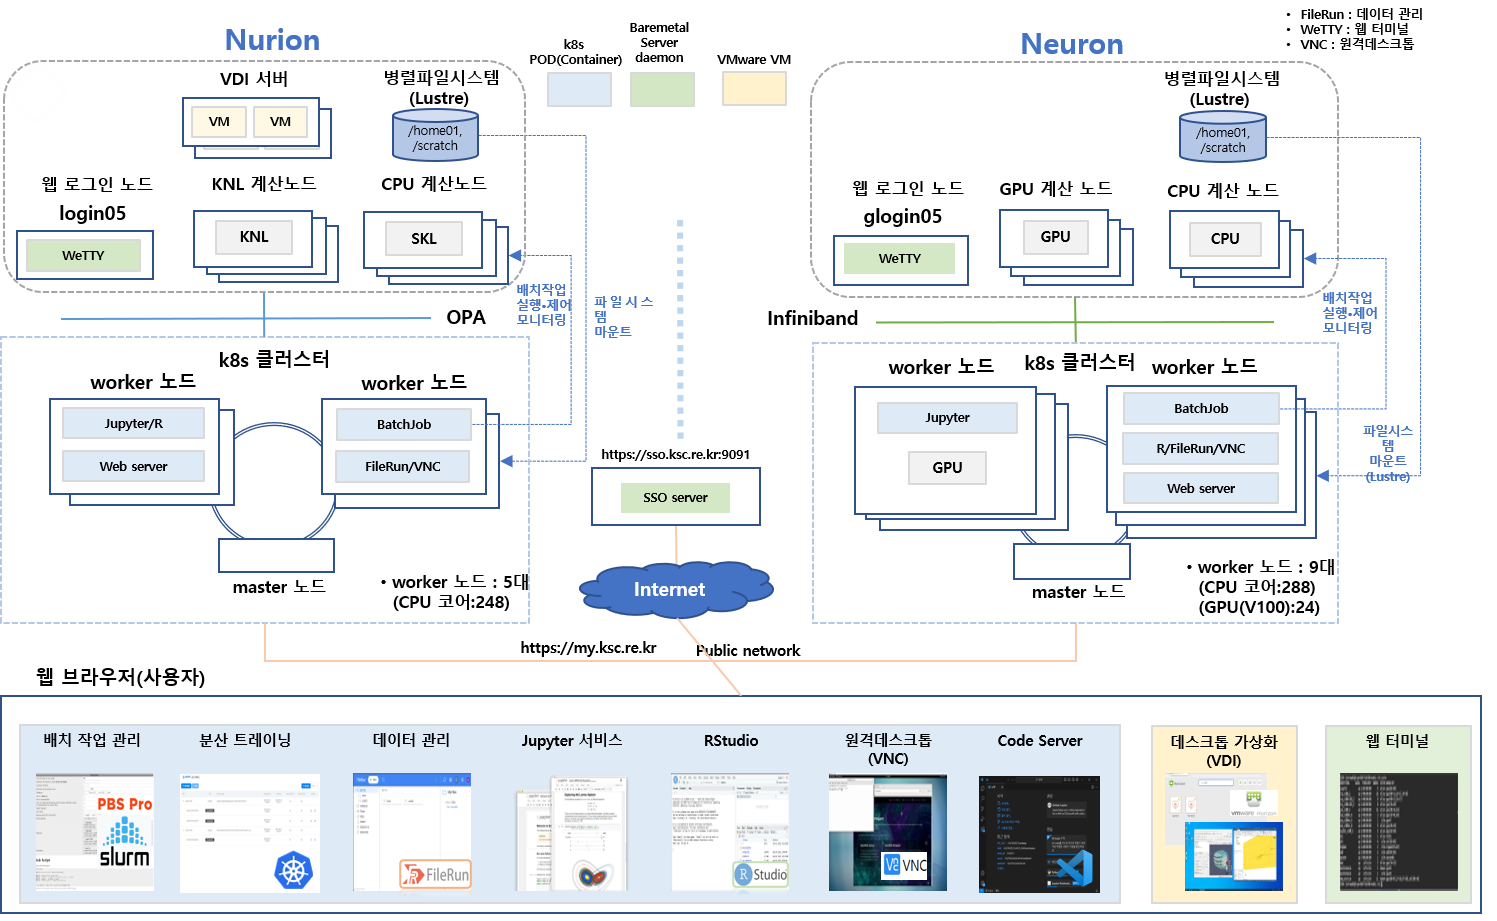 • FileRun : 데이터 관리
• WeTTY : 웹 터미널
• VNC : 원격데스크톱
Nurion
k8s
POD(Container)
Baremetal
Server
daemon
VMware VM
Neuron
VDI 서버
VM
VM
병렬파일시스템
(Lustre)
/home01,
/scratch
웹 로그인 노드
login05
WeTTY
KNL 계산노드
KNL
CPU 계산노드
SKL
병렬파일시스템
(Lustre)
/home01,
/scratch
웹 로그인 노드
glogin05
WeTTY
GPU 계산 노드
GPU
CPU 계산 노드
CPU
배치작업
실행•제어
모니터링
파일시스
템
마운트
OPA
Infiniband
배치작업
실행•제어
모니터링
k8s 클러스터
worker 노드
Jupyter/R
Web server
worker 노드
BatchJob
FileRun/VNC
master 노드
• worker 노드 : 5대
(CPU 코어:248)
https://sso.ksc.re.kr:9091
SSO server
Internet
k8s 클러스터
worker 노드
Jupyter
GPU
worker 노드
BatchJob
R/FileRun/VNC
Web server
파일시스
템
마운트
(Lustre)
master 노드
• worker 노드 : 9대
(CPU 코어:288)
(GPU(V100):24)
https://my.ksc.re.kr
Public network
웹 브라우저(사용자)
배치 작업 관리
PBS Pro
slurm
분산 트레이닝
데이터 관리
FileRun
Jupyter 서비스
RStudio
R Studio
원격데스크톱
(VNC)
VNC
Code Server
데스크톱 가상화
(VDI)
vmware
웹 터미널